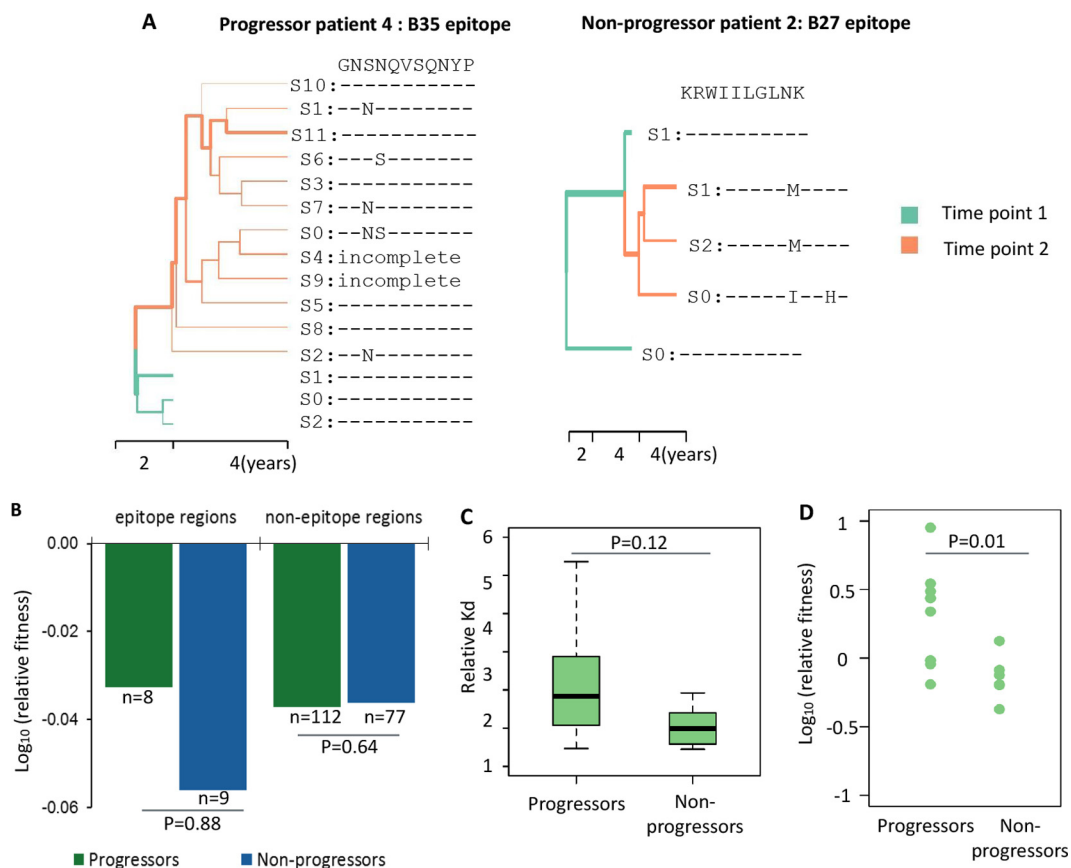 A
Progressor patient 4 : B35 epitope
GNSNQVSQNYP
S10:-----------
S1:--N--------
S11:-----------
S6:---S-------
S3:-----------
S7:--N--------
S0:--NS-------
S4:incomplete
S9:incomplete
S5:-----------
S8:-----------
S2:--N--------
S1:-----------
S0:-----------
S2:-----------
2 4(years)
Non-progressor patient 2: B27 epitope
KRWIILGLNK
S1:----------
S1:-----M----
S2:-----M----
S0:-----I--H-
S0:----------
2 4 4(years)
Time point 1
Time point 2
B
epitope regions non-epitope regions
0.00
-0.02
-0.04
-0.06
Log₁₀ (relative fitness)
n=8
n=9
n=112
n=77
P=0.88
P=0.64
Progressors Non-progressors
C
6
5
4
3
2
1
Relative Kd
P=0.12
Progressors
Non-
progressors
D
1
0.5
0
-0.5
-1
Log₁₀ (relative fitness)
P=0.01
Progressors
Non-
progressors